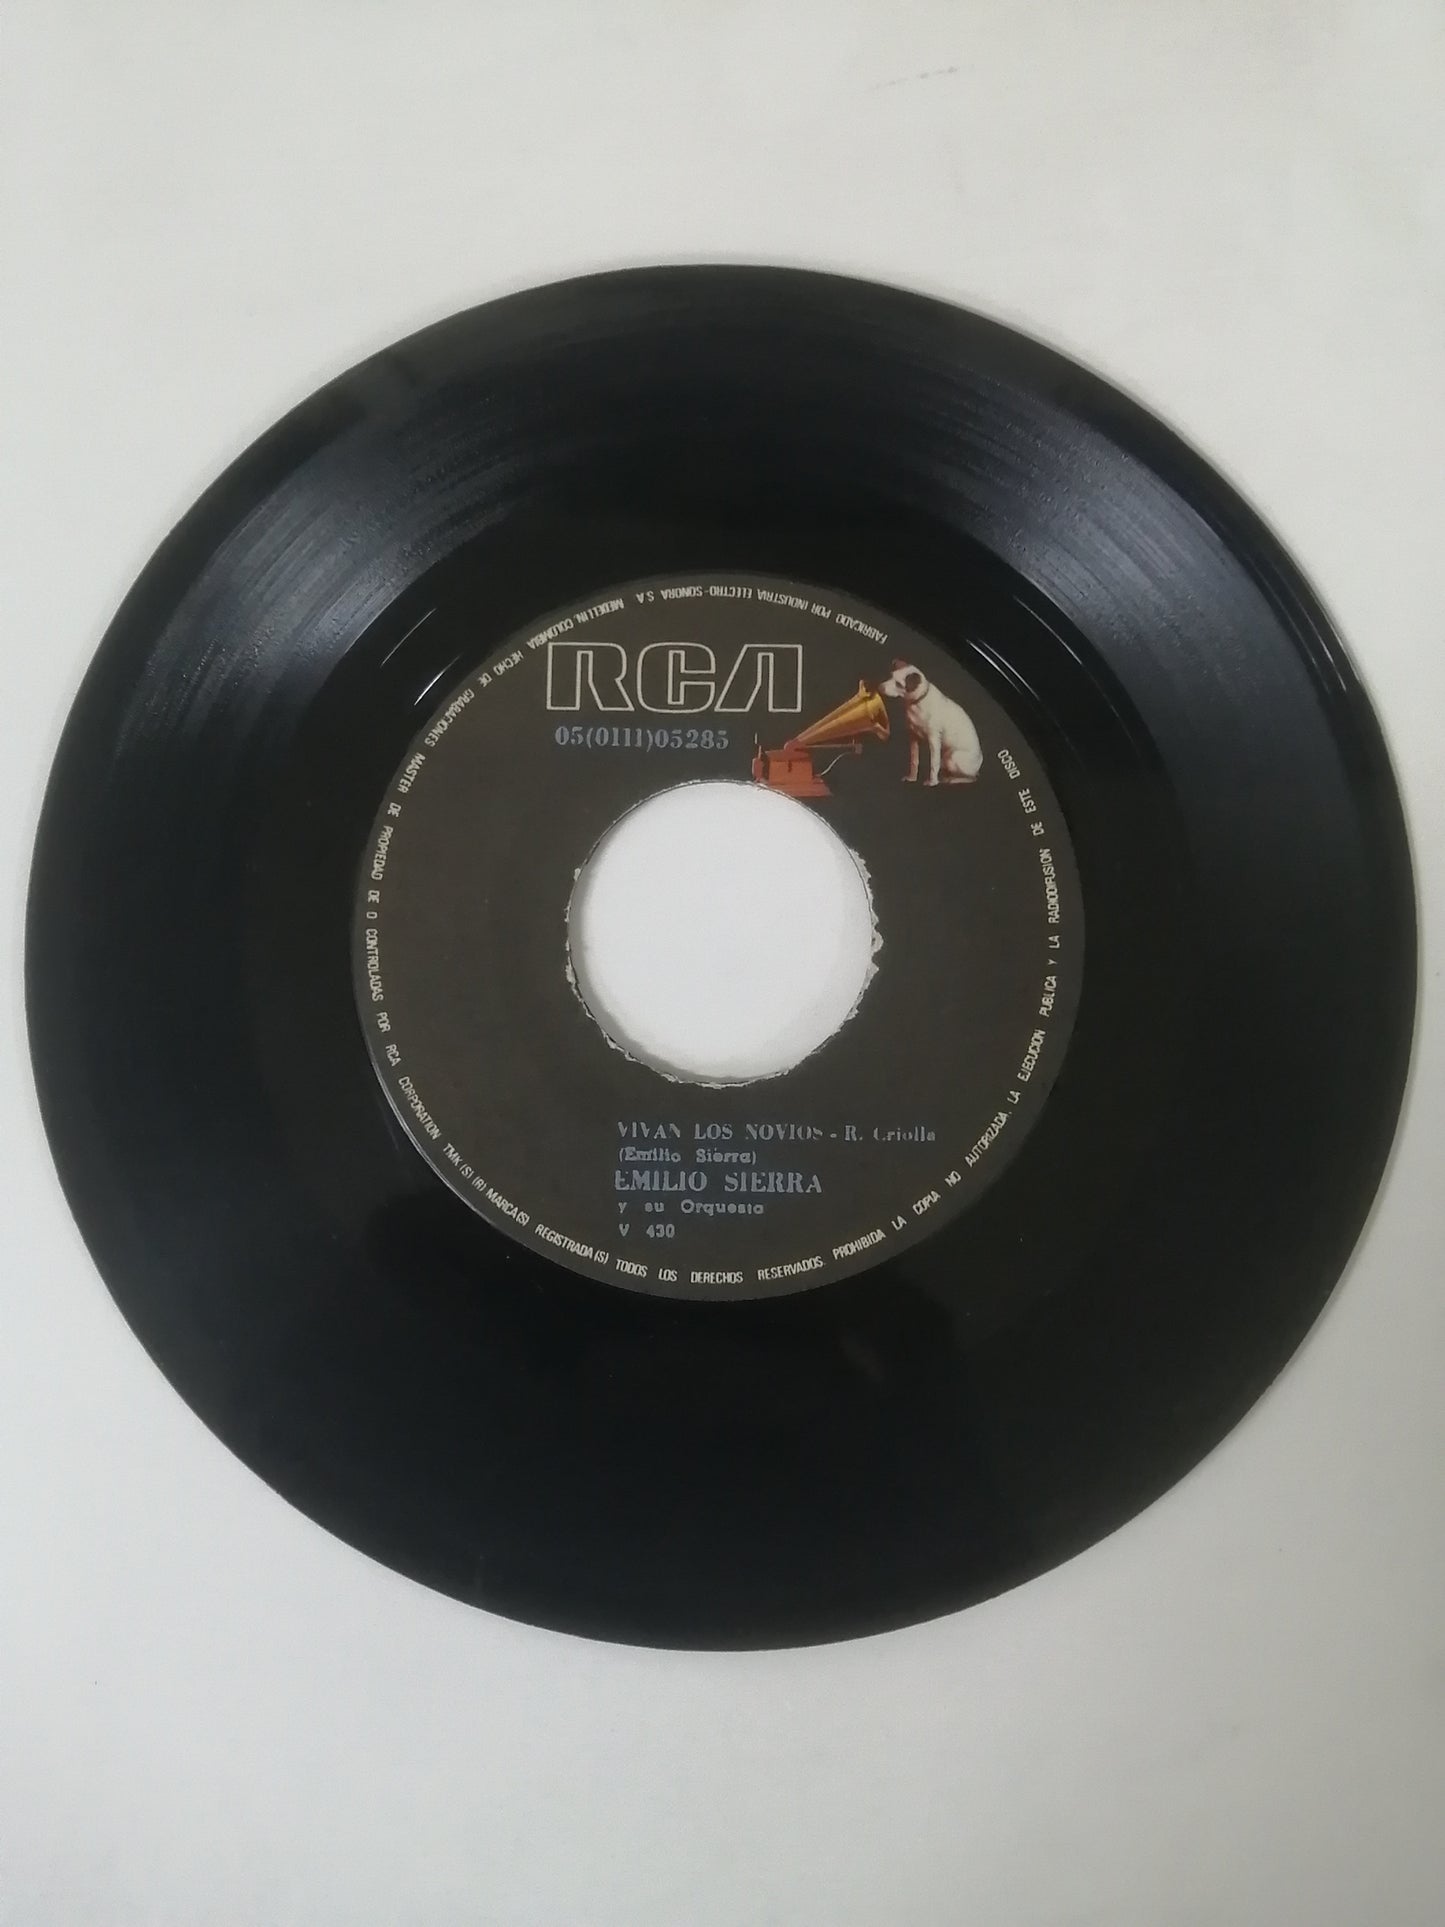 RCA
05(0111)05285
VIVAN LOS NOVIOS - R. Criolla
(Emilio Sierra)
EMILIO SIERRA
y su Orquesta
V 430
FABRICADO POR INDUSTRIA ELECTRO-SONORA S.A. MEDELLIN, COLOMBIA HECHO DE GRABACIONES MASTER DE PROPIEDAD DE O CONTROLADAS POR RCA CORPORATION TMK(S) (R) MARCA(S) REGISTRADA(S) TODOS LOS DERECHOS RESERVADOS. PROHIBIDA LA COPIA NO AUTORIZADA, LA EJECUCION PUBLICA Y LA RADIODIFUSION DE ESTE DISCO